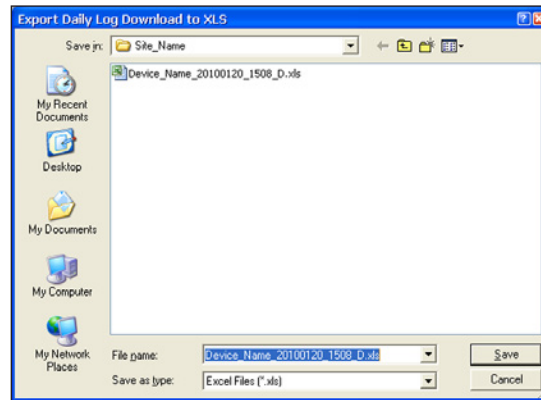 Export Daily Log Download to XLS
Save in: Site_Name
Device_Name_20100120_1508_D.xls
My Recent
Documents
Desktop
My Documents
My Computer
My Network
Places
File name: Device_Name_20100120_1508_D.xls Save
Save as type: Excel Files (*.xls) Cancel